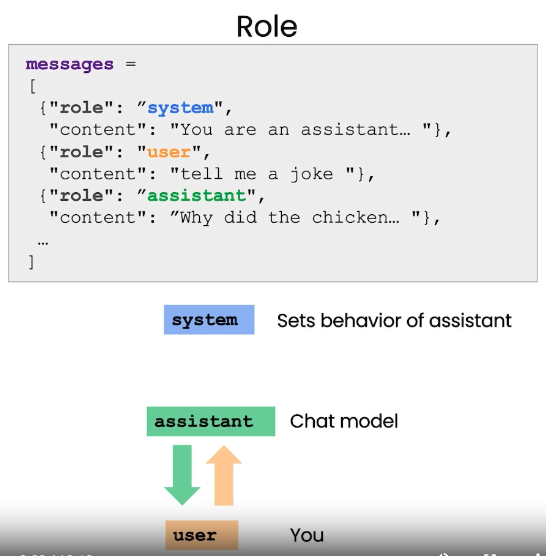 Role
messages =
[
{"role": ”system",
"content": "You are an assistant… "},
{"role": "user",
"content": "tell me a joke "},
{"role": ”assistant",
"content": ”Why did the chicken… "},
…
]
system Sets behavior of assistant
assistant Chat model
user You